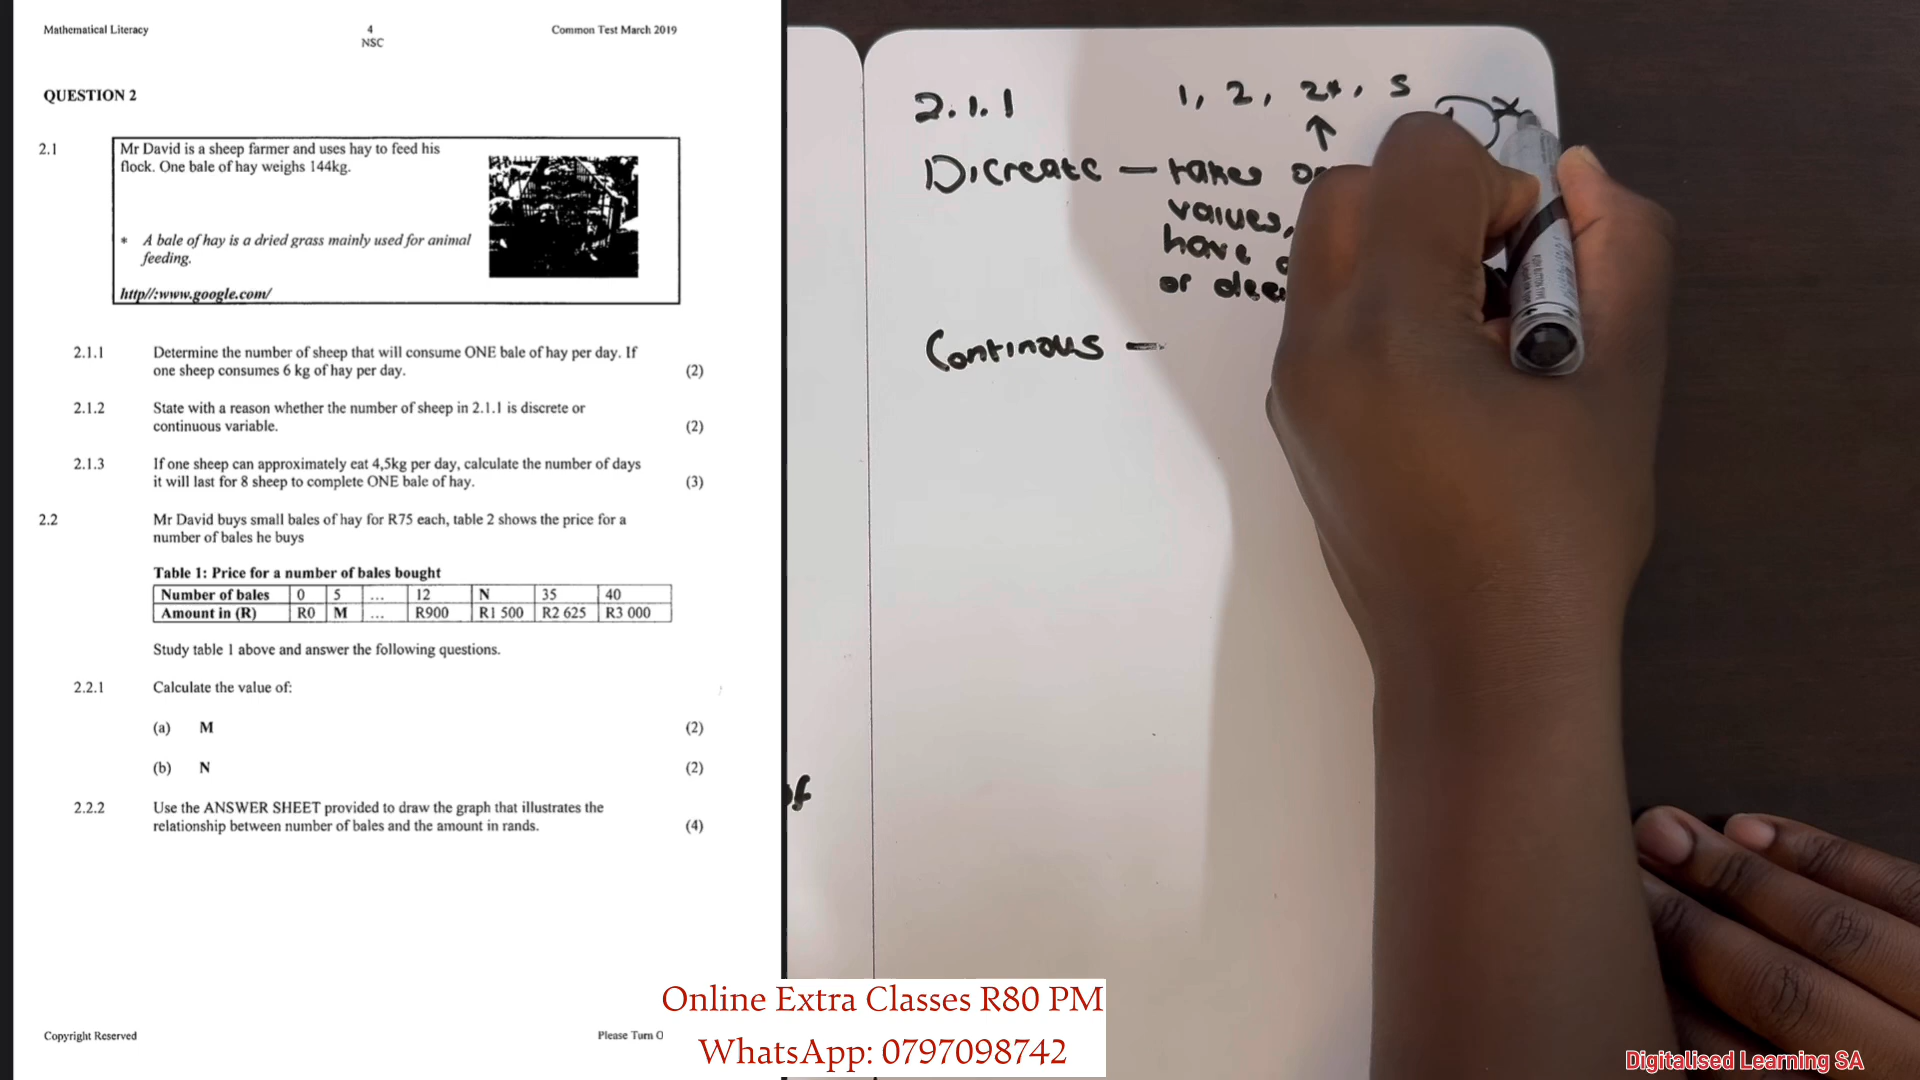 Mathematical Literacy
4
NSC
Common Test March 2019
QUESTION 2
2.1
Mr David is a sheep farmer and uses hay to feed his
flock. One bale of hay weighs 144kg.
* A bale of hay is a dried grass mainly used for animal
feeding.
http//:www.google.com/
2.1.1 Determine the number of sheep that will consume ONE bale of hay per day. If
one sheep consumes 6 kg of hay per day. (2)
2.1.2 State with a reason whether the number of sheep in 2.1.1 is discrete or
continuous variable. (2)
2.1.3 If one sheep can approximately eat 4,5kg per day, calculate the number of days
it will last for 8 sheep to complete ONE bale of hay. (3)
2.2 Mr David buys small bales of hay for R75 each, table 2 shows the price for a
number of bales he buys
Table 1: Price for a number of bales bought
Number of bales 0 5 ... 12 N 35 40
Amount in (R) R0 M ... R900 R1 500 R2 625 R3 000
Study table 1 above and answer the following questions.
2.2.1 Calculate the value of:
(a) M (2)
(b) N (2)
2.2.2 Use the ANSWER SHEET provided to draw the graph that illustrates the
relationship between number of bales and the amount in rands. (4)
Copyright Reserved
Please Turn O
2.1.1
1, 2, 24, 5
Dicreate — takes
values,
have
or
Continous —
of
Online Extra Classes R80 PM
WhatsApp: 0797098742
Digitalised Learning SA